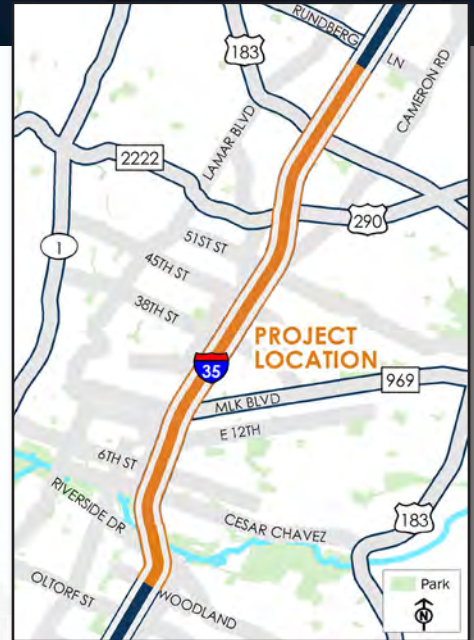 RUNDBERG
LN
183
CAMERON RD
LAMAR BLVD
2222
290
1
51ST ST
45TH ST
38TH ST
PROJECT
LOCATION
35
969
MLK BLVD
E 12TH
6TH ST
RIVERSIDE DR
CESAR CHAVEZ
183
OLTORF ST
WOODLAND
Park
N